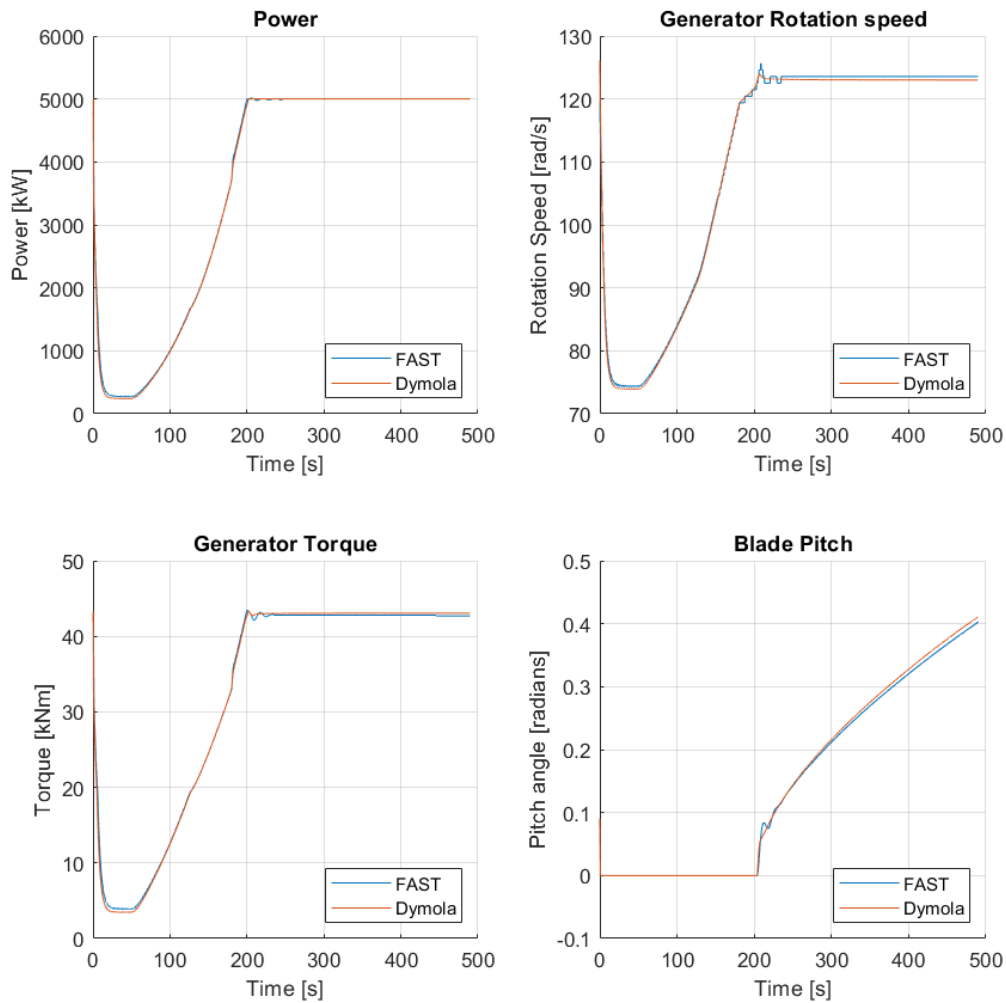 Power
6000
5000
4000
3000
2000
1000
0
Power [kW]
FAST
Dymola
0 100 200 300 400 500
Time [s]
Generator Rotation speed
130
120
110
100
90
80
70
Rotation Speed [rad/s]
FAST
Dymola
0 100 200 300 400 500
Time [s]
Generator Torque
50
40
30
20
10
0
Torque [kNm]
FAST
Dymola
0 100 200 300 400 500
Time [s]
Blade Pitch
0.5
0.4
0.3
0.2
0.1
0
-0.1
Pitch angle [radians]
FAST
Dymola
0 100 200 300 400 500
Time [s]